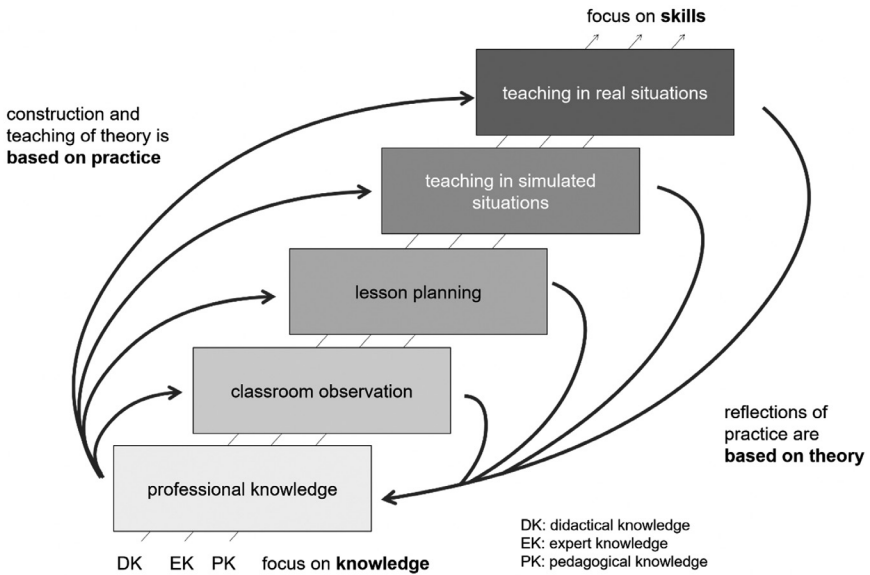 focus on skills
teaching in real situations
construction and
teaching of theory is
based on practice
teaching in simulated
situations
lesson planning
classroom observation
reflections of
practice are
based on theory
professional knowledge
DK EK PK focus on knowledge
DK: didactical knowledge
EK: expert knowledge
PK: pedagogical knowledge